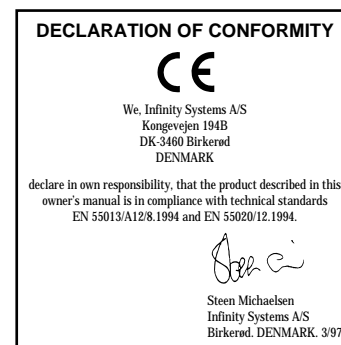 DECLARATION OF CONFORMITY
CE
We, Infinity Systems A/S
Kongevejen 194B
DK-3460 Birkerød
DENMARK
declare in own responsibility, that the product described in this
owner's manual is in compliance with technical standards
EN 55013/A12/8.1994 and EN 55020/12.1994.
Steen Michaelsen
Infinity Systems A/S
Birkerød. DENMARK. 3/97